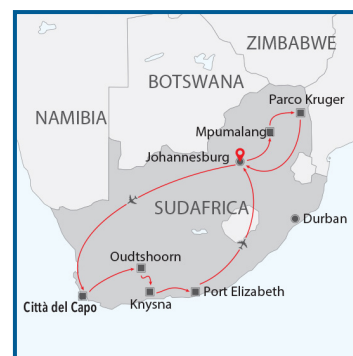 ZIMBABWE
BOTSWANA
Parco Kruger
NAMIBIA
Mpumalang
Johannesburg
SUDAFRICA
Durban
Oudtshoorn
Port Elizabeth
Knysna
Città del Capo